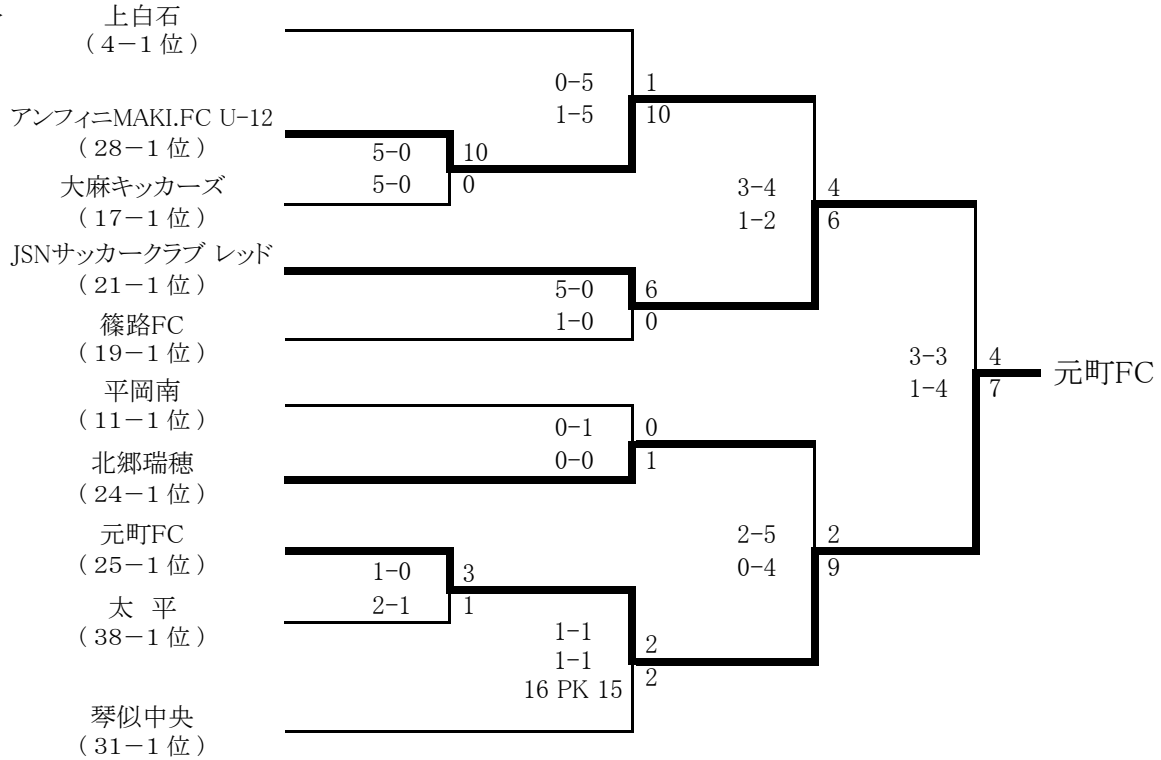 上白石
（４－１位）
0-5 1
1-5 10
アンフィニMAKI.FC U-12
（28－１位）
5-0 10
5-0 0
大麻キッカーズ
（17－１位）
3-4 4
1-2 6
JSNサッカークラブ レッド
（21－１位）
5-0 6
1-0 0
篠路FC
（19－１位）
3-3 4
1-4 7
元町FC
平岡南
（11－１位）
0-1 0
0-0 1
北郷瑞穂
（24－１位）
元町FC
（25－１位）
2-5 2
0-4 9
1-0 3
2-1 1
太 平
（38－１位）
1-1 2
1-1 2
16 PK 15
琴似中央
（31－１位）